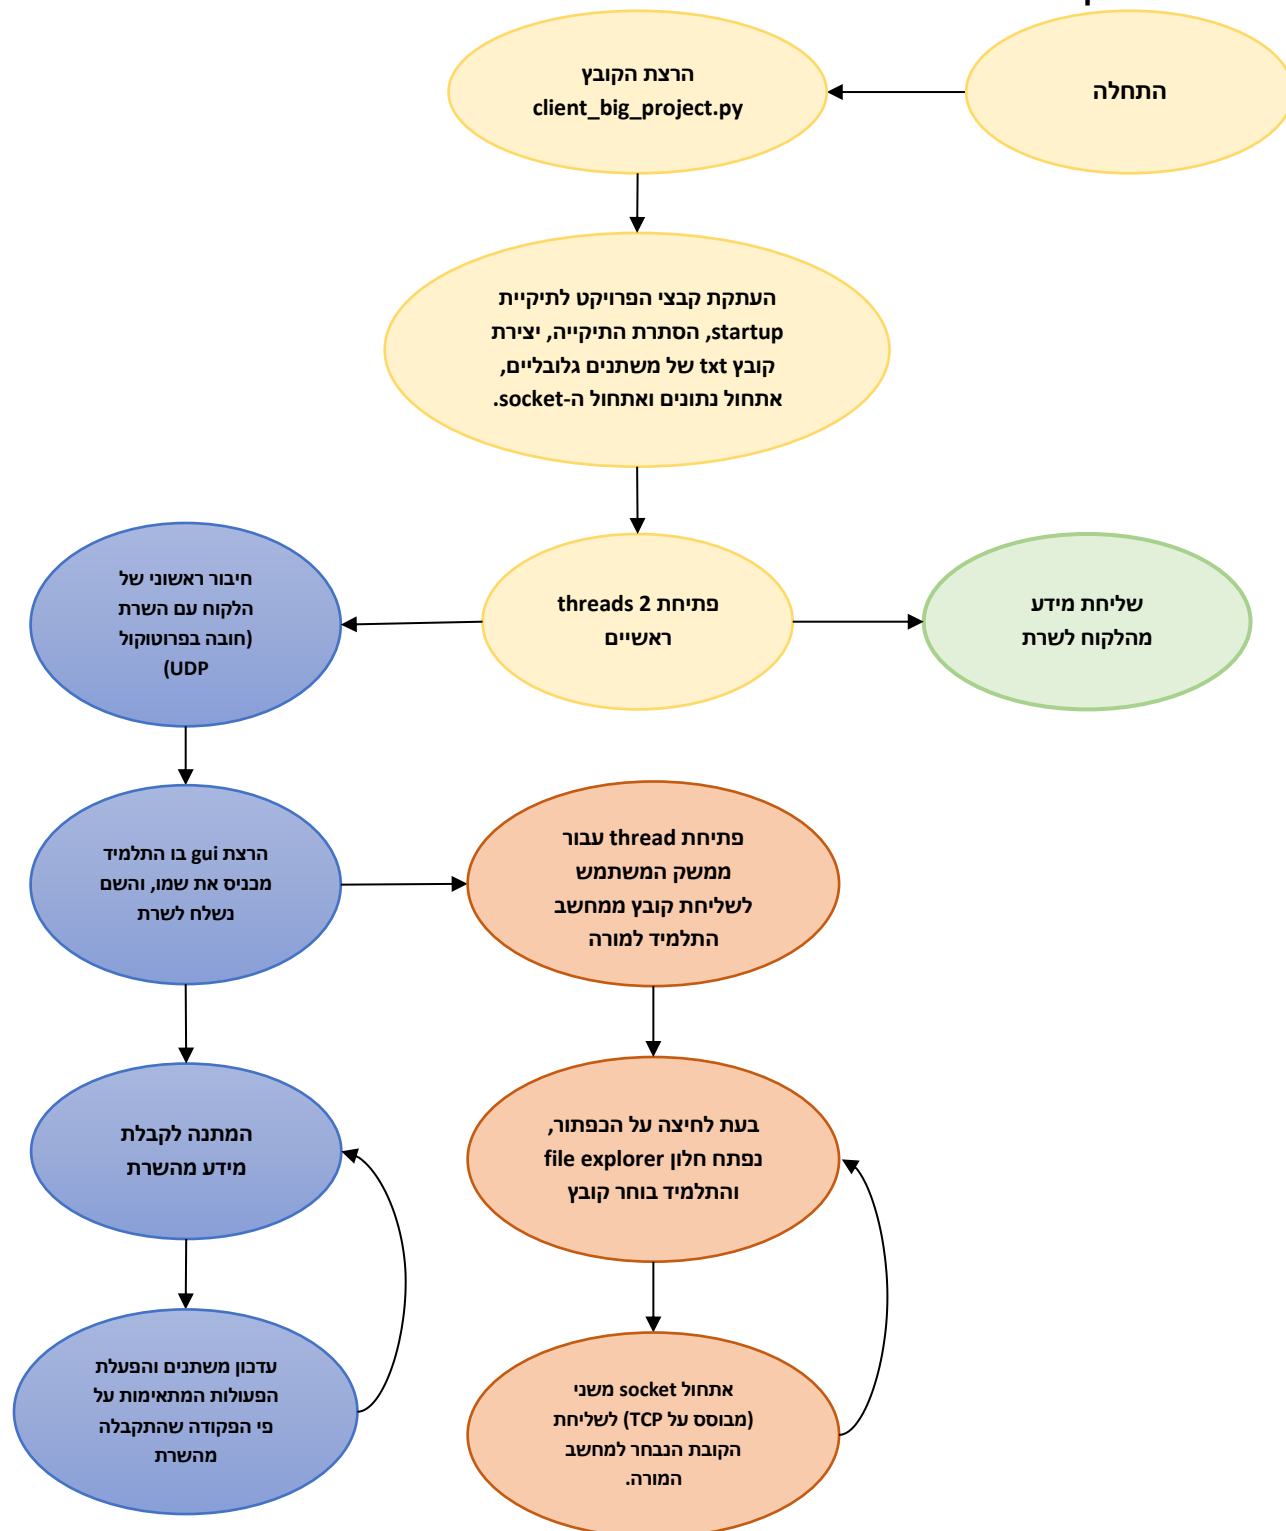 התחלה
הרצת הקובץ
client_big_project.py
העתקת קבצי הפרויקט לתיקיית
startup, הסתרת התיקייה, יצירת
קובץ txt של משתנים גלובליים,
אתחול נתונים ואתחול ה-socket.
פתיחת 2 threads
ראשיים
שליחת מידע
מהלקוח לשרת
חיבור ראשוני של
הלקוח עם השרת
(חובה בפרוטוקול
UDP)
הרצת gui בו התלמיד
מכניס את שמו, והשם
נשלח לשרת
פתיחת thread עבור
ממשק המשתמש
לשליחת קובץ ממחשב
התלמיד למורה
המתנה לקבלת
מידע מהשרת
בעת לחיצה על הכפתור,
נפתח חלון file explorer
והתלמיד בוחר קובץ
עדכון משתנים והפעלת
הפעולות המתאימות על
פי הפקודה שהתקבלה
מהשרת
אתחול socket משני
(מבוסס על TCP) לשליחת
הקובת הנבחר למחשב
המורה.